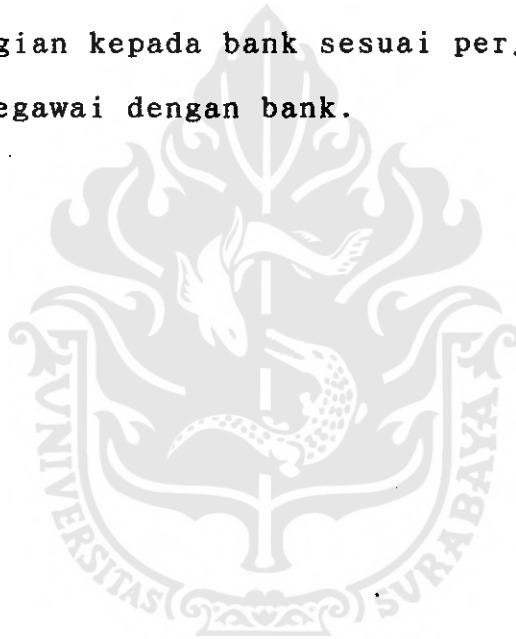 gian kepada bank sesuai per
egawai dengan bank.
UNIVERSITAS SURABAYA